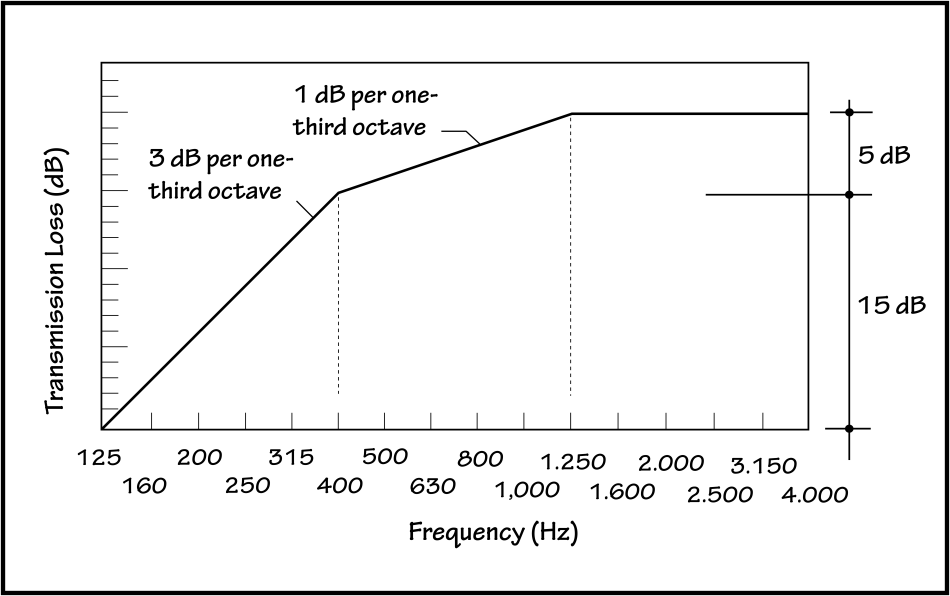 1 dB per one-
third octave
3 dB per one-
third octave
5 dB
15 dB
Transmission Loss (dB)
125 200 315 500 800 1.250 2.000 3.150
160 250 400 630 1,000 1.600 2.500 4.000
Frequency (Hz)